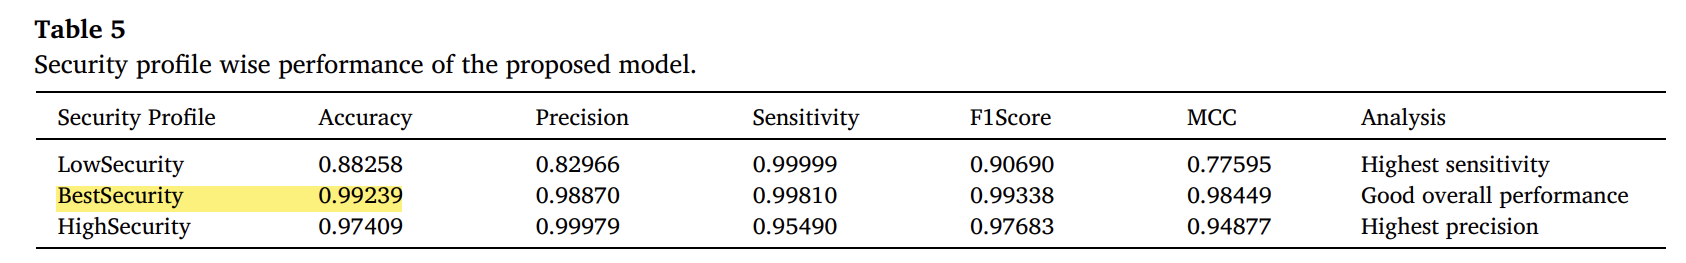 Table 5
Security profile wise performance of the proposed model.
Security Profile Accuracy Precision Sensitivity F1Score MCC Analysis
LowSecurity 0.88258 0.82966 0.99999 0.90690 0.77595 Highest sensitivity
BestSecurity 0.99239 0.98870 0.99810 0.99338 0.98449 Good overall performance
HighSecurity 0.97409 0.99979 0.95490 0.97683 0.94877 Highest precision